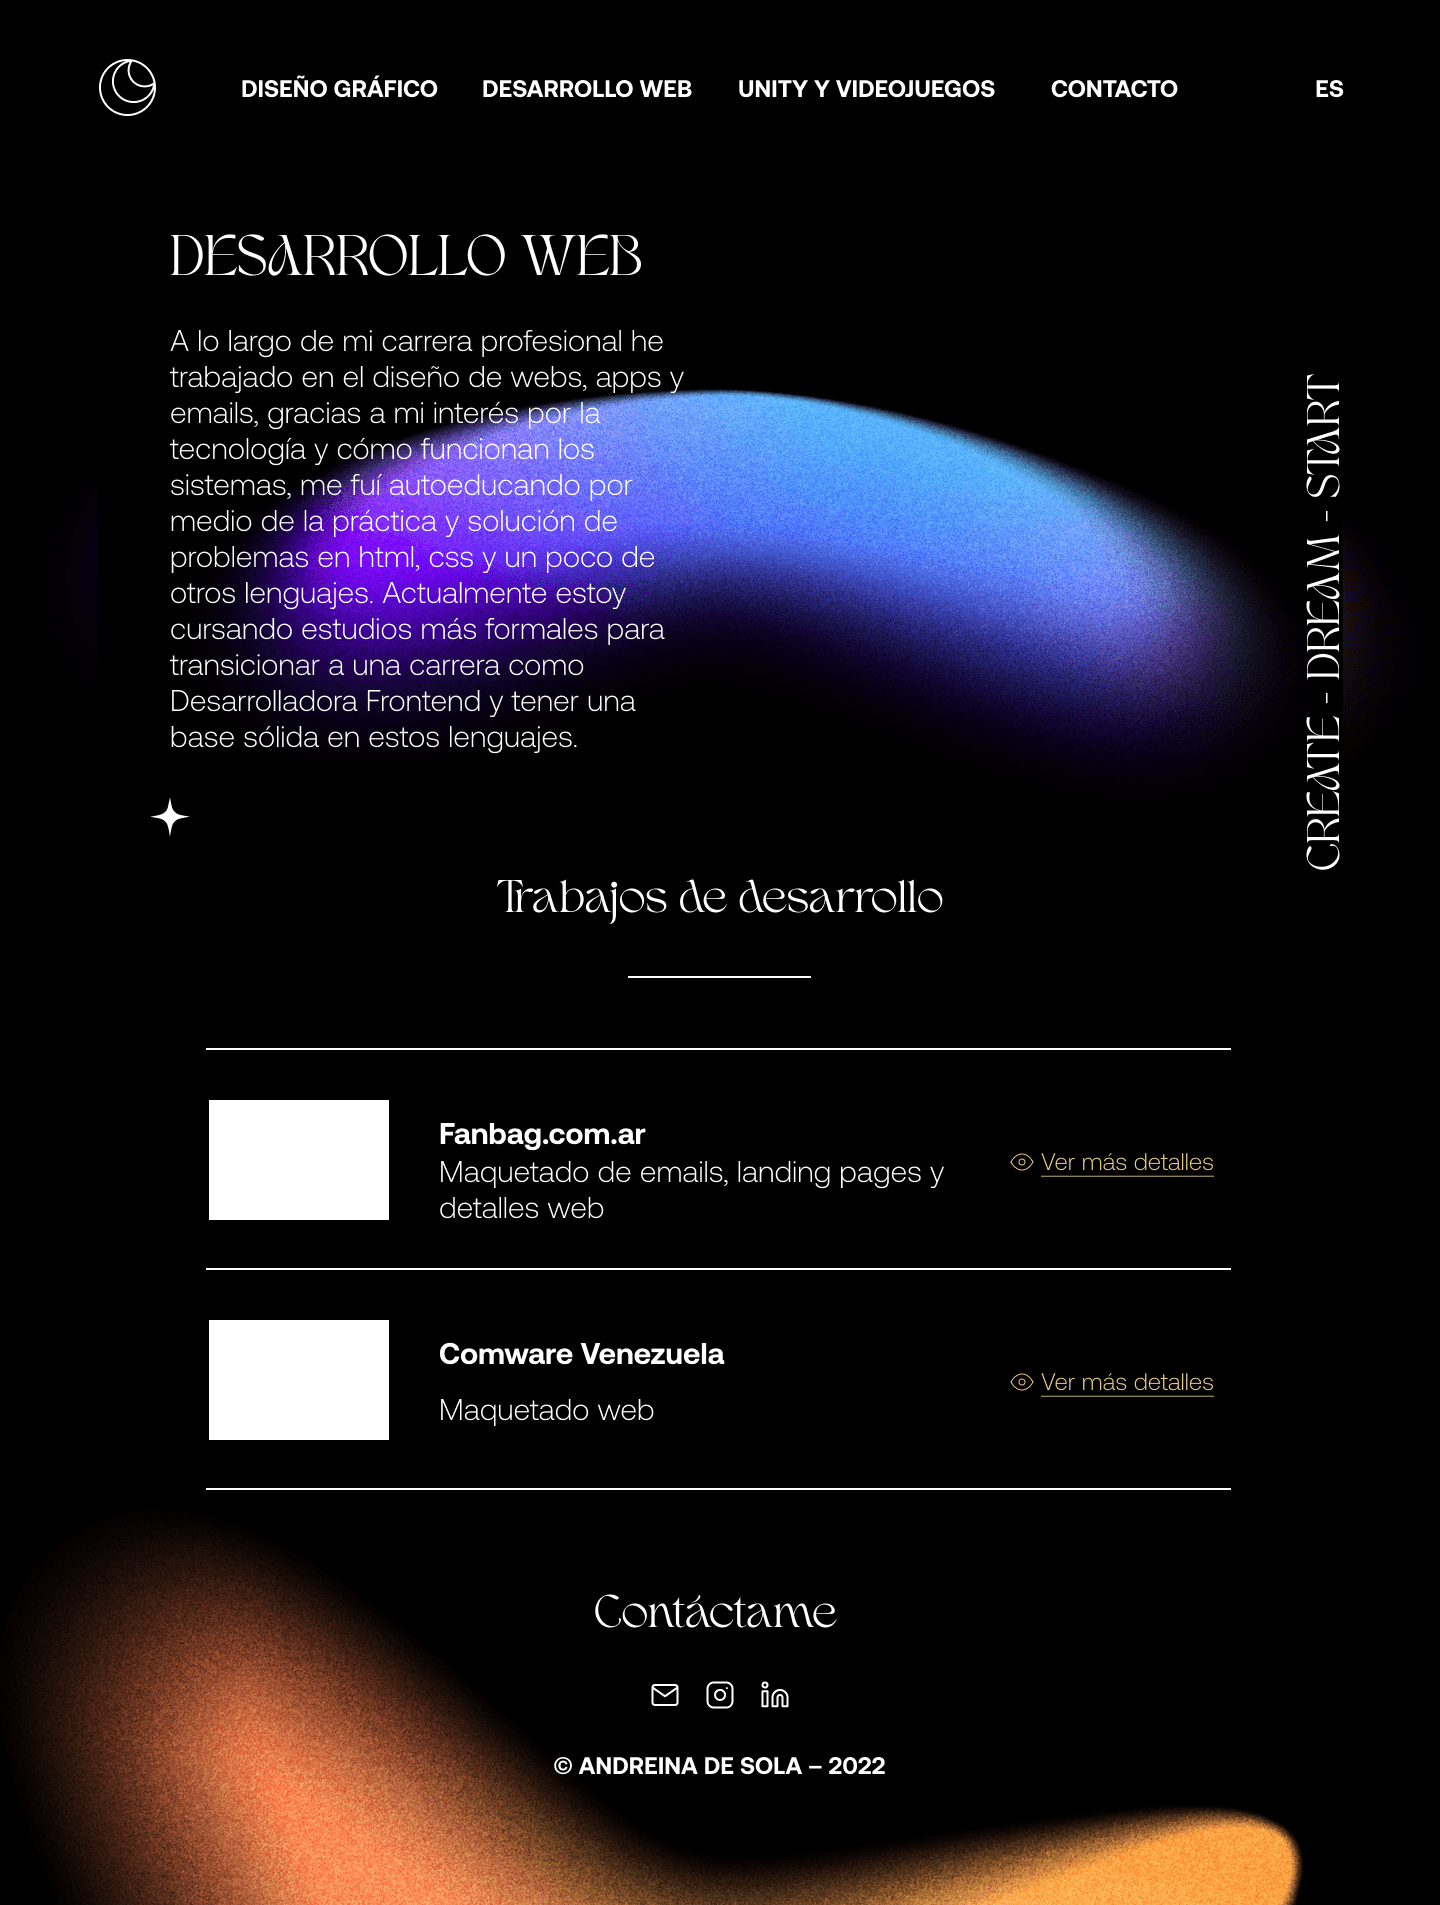 DISEÑO GRÁFICO DESARROLLO WEB UNITY Y VIDEOJUEGOS CONTACTO ES
DESARROLLO WEB
A lo largo de mi carrera profesional he
trabajado en el diseño de webs, apps y
emails, gracias a mi interés por la
tecnología y cómo funcionan los
sistemas, me fuí autoeducando por
medio de la práctica y solución de
problemas en html, css y un poco de
otros lenguajes. Actualmente estoy
cursando estudios más formales para
transicionar a una carrera como
Desarrolladora Frontend y tener una
base sólida en estos lenguajes.
CREATE - DREAM - START
Trabajos de desarrollo
Fanbag.com.ar
Maquetado de emails, landing pages y
detalles web
Ver más detalles
Comware Venezuela
Maquetado web
Ver más detalles
Contáctame
© ANDREINA DE SOLA – 2022